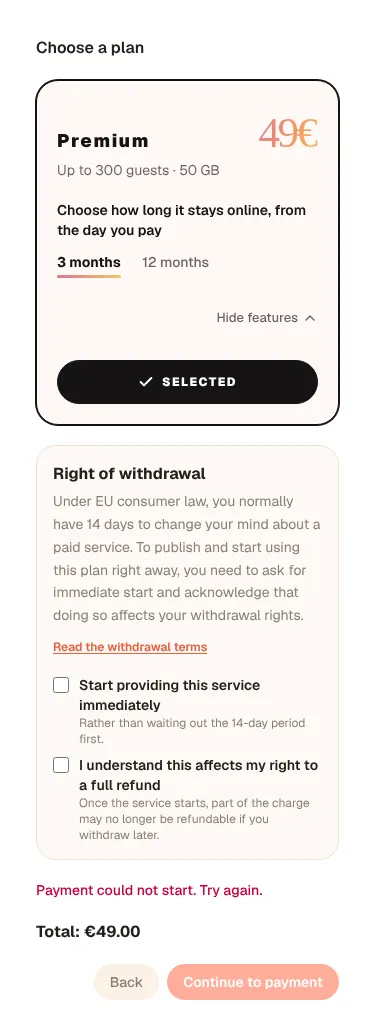 Choose a plan
Premium
49€
Up to 300 guests · 50 GB
Choose how long it stays online, from
the day you pay
3 months
12 months
Hide features
SELECTED
Right of withdrawal
Under EU consumer law, you normally
have 14 days to change your mind about a
paid service. To publish and start using
this plan right away, you need to ask for
immediate start and acknowledge that
doing so affects your withdrawal rights.
Read the withdrawal terms
Start providing this service
immediately
Rather than waiting out the 14-day period
first.
I understand this affects my right to
a full refund
Once the service starts, part of the charge
may no longer be refundable if you
withdraw later.
Payment could not start. Try again.
Total: €49.00
Back
Continue to payment